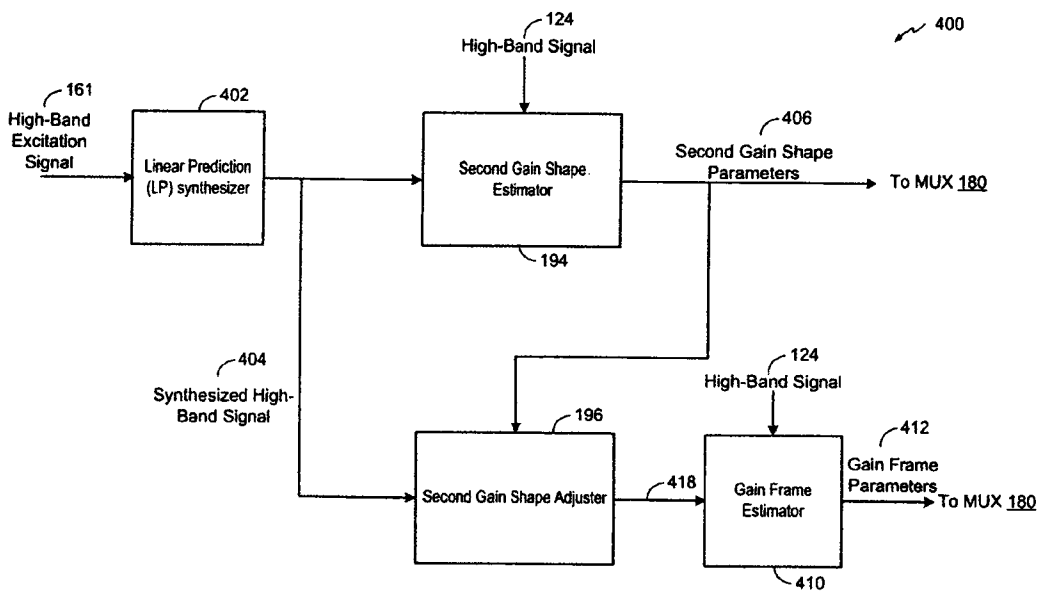 400
124
High-Band Signal
161
High-Band
Excitation
Signal
402
Linear Prediction
(LP) synthesizer
Second Gain Shape.
Estimator
194
406
Second Gain Shape
Parameters
To MUX 180
404
Synthesized High-
Band Signal
196
Second Gain Shape Adjuster
418
124
High-Band Signal
Gain Frame
Estimator
410
412
Gain Frame
Parameters
To MUX 180